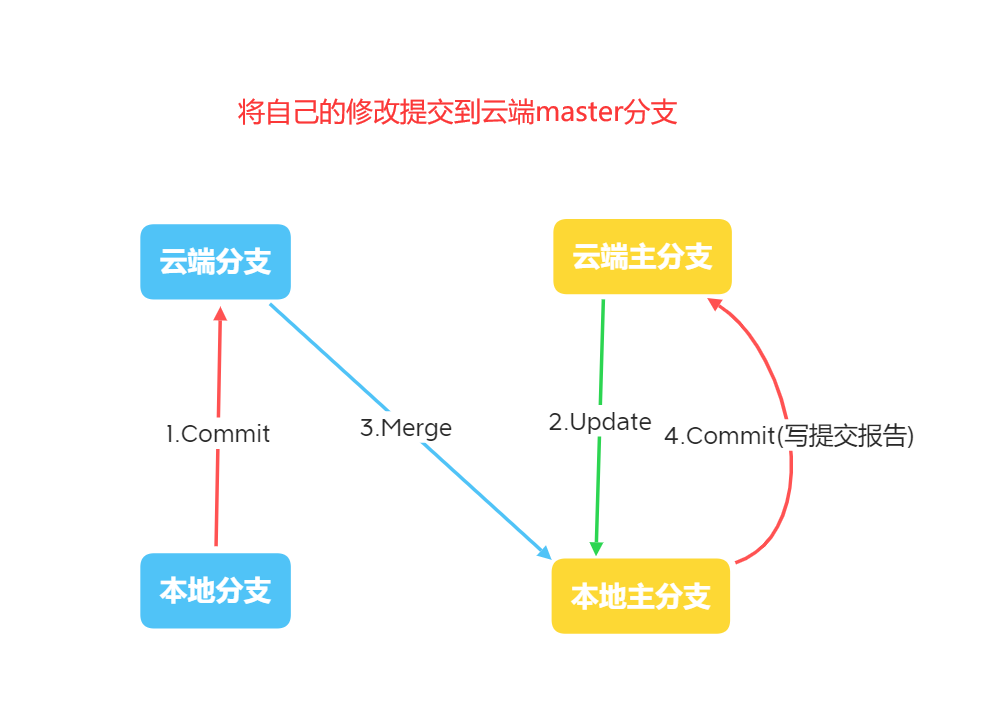 将自己的修改提交到云端master分支
云端分支
云端主分支
1.Commit
3.Merge
2.Update
4.Commit(写提交报告)
本地分支
本地主分支